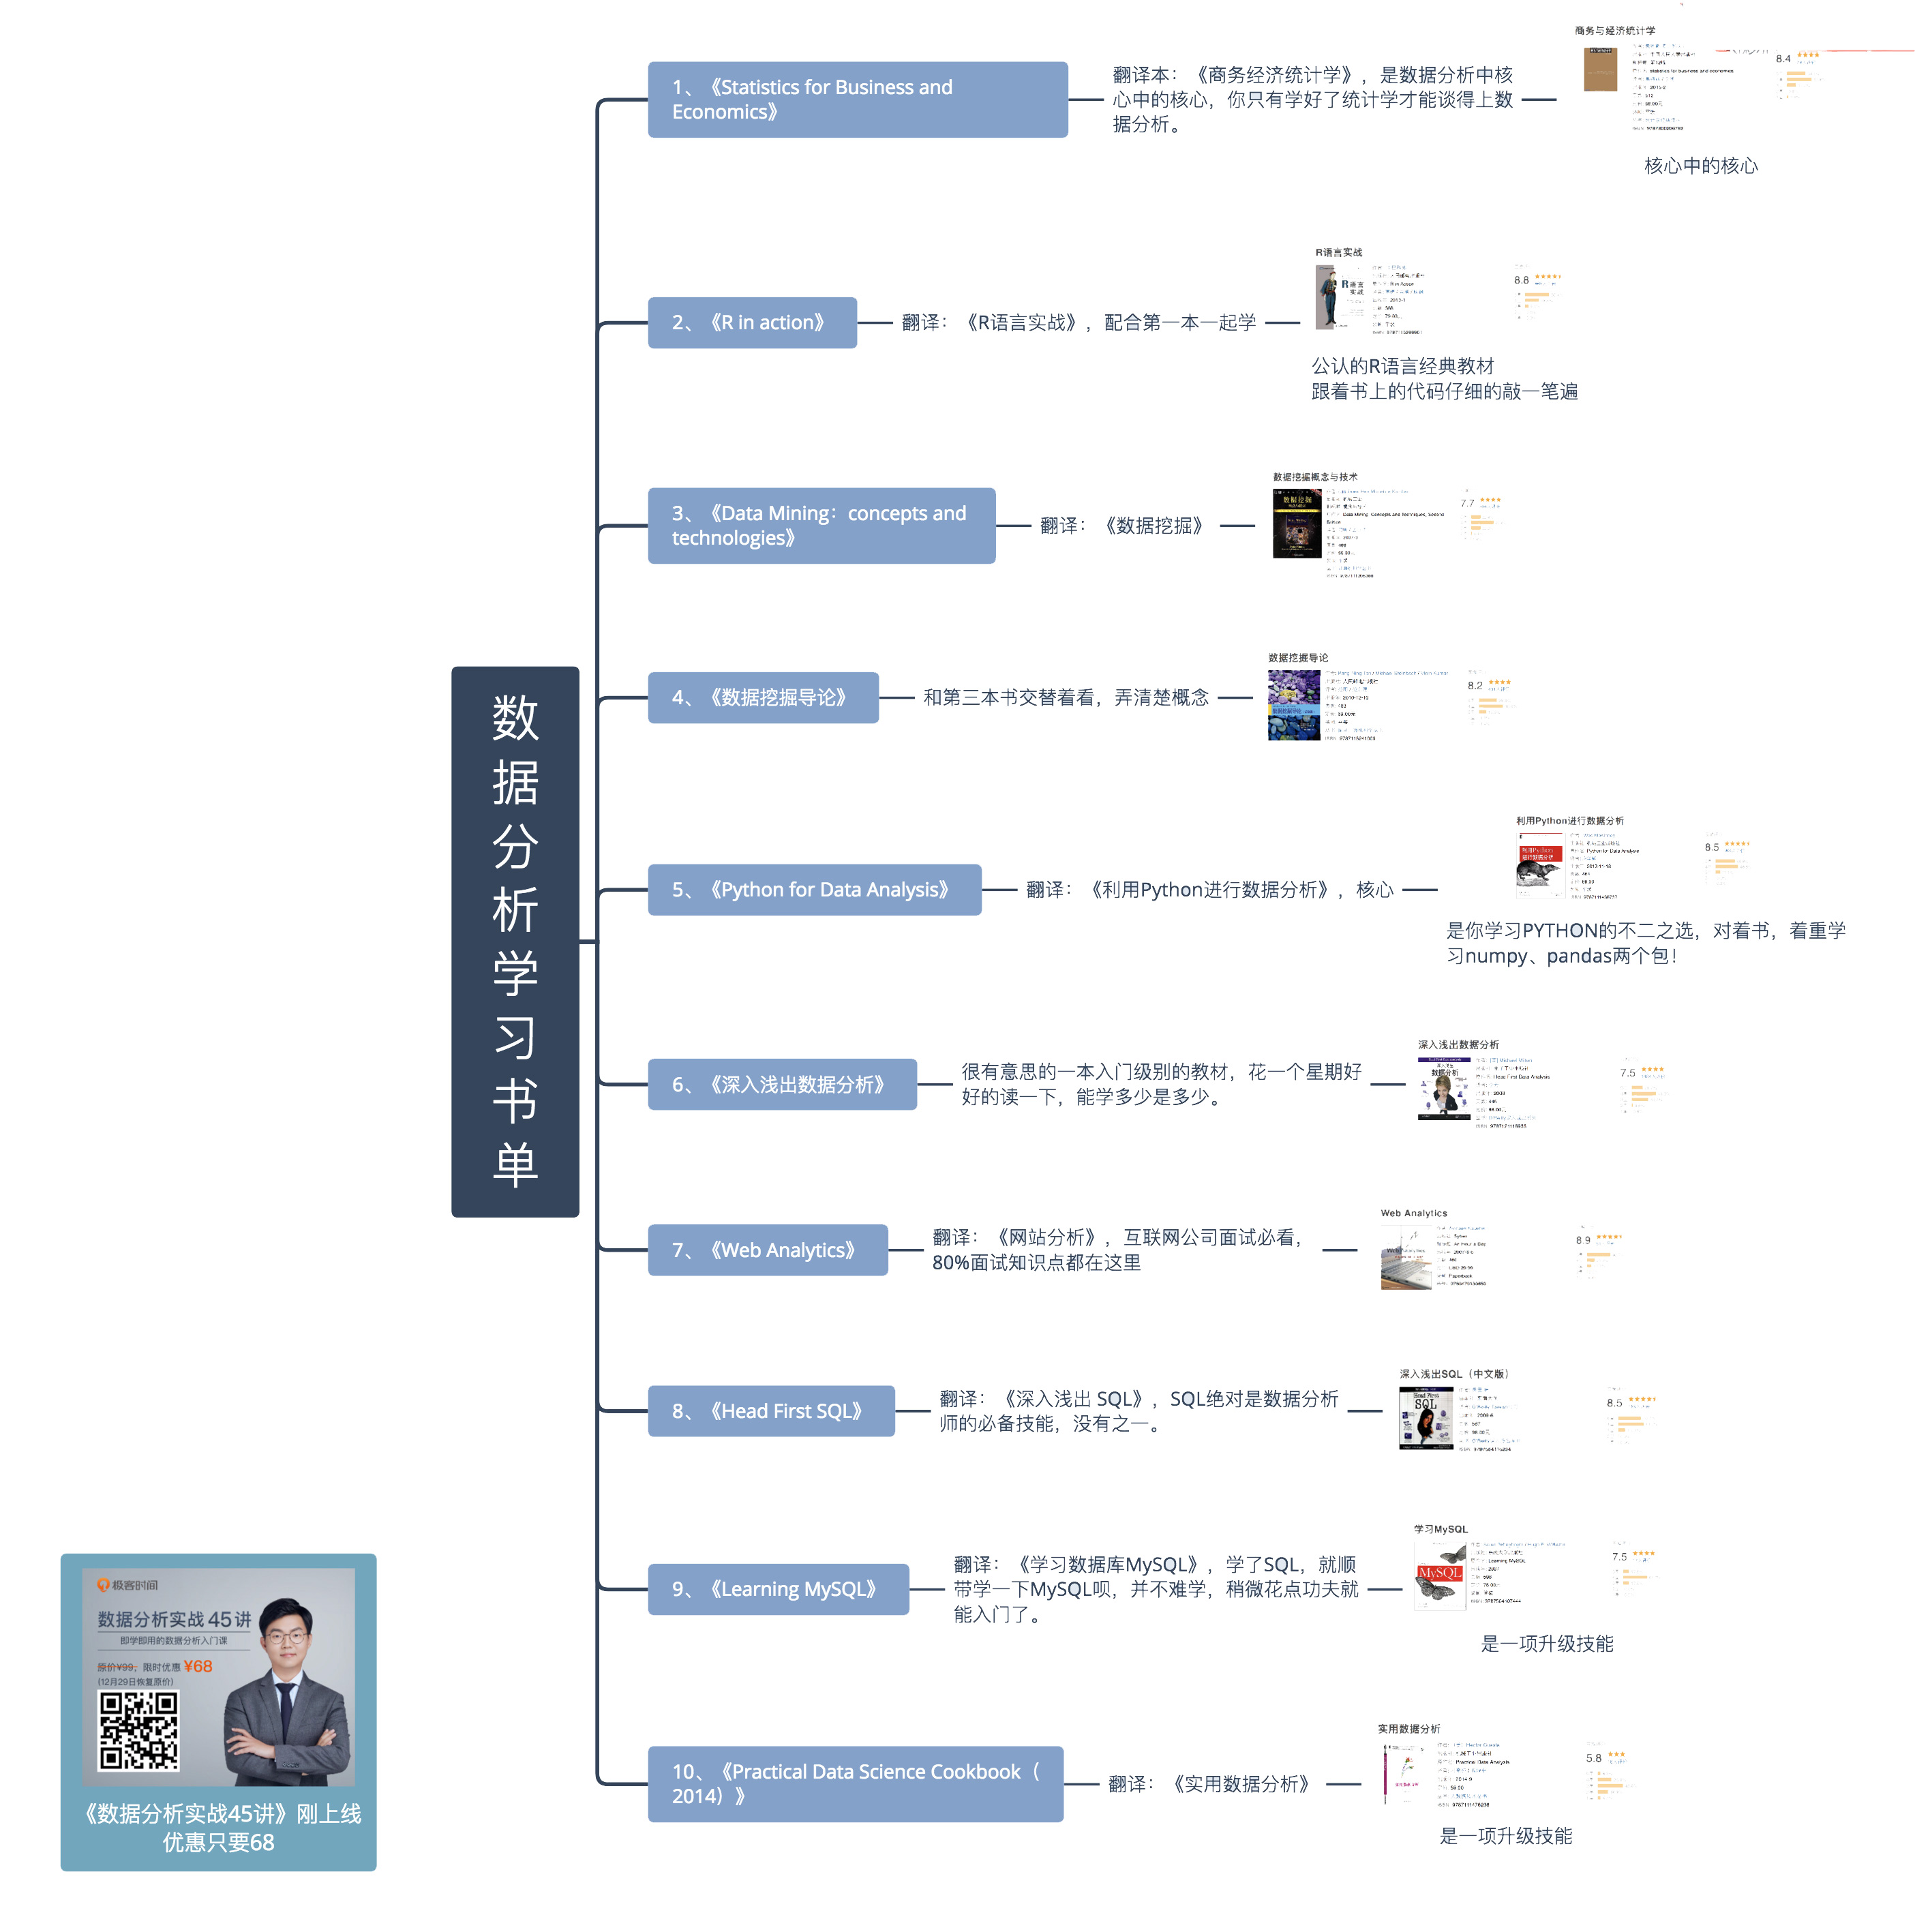 数据分析学习书单
1、《Statistics for Business and
Economics》
翻译本：《商务经济统计学》，是数据分析中核
心中的核心，你只有学好了统计学才能谈得上数
据分析。
商务与经济统计学
8.4
核心中的核心
2、《R in action》
翻译：《R语言实战》，配合第一本一起学
R语言实战
8.8
公认的R语言经典教材
跟着书上的代码仔细的敲一笔遍
3、《Data Mining：concepts and
technologies》
翻译：《数据挖掘》
数据挖掘概念与技术
7.7
4、《数据挖掘导论》
和第三本书交替着看，弄清楚概念
数据挖掘导论
8.2
5、《Python for Data Analysis》
翻译：《利用Python进行数据分析》，核心
利用Python进行数据分析
8.5
是你学习PYTHON的不二之选，对着书，着重学
习numpy、pandas两个包！
6、《深入浅出数据分析》
很有意思的一本入门级别的教材，花一个星期好
好的读一下，能学多少是多少。
深入浅出数据分析
7.5
7、《Web Analytics》
翻译：《网站分析》，互联网公司面试必看，
80%面试知识点都在这里
Web Analytics
8.9
8、《Head First SQL》
翻译：《深入浅出 SQL》，SQL绝对是数据分析
师的必备技能，没有之一。
深入浅出SQL（中文版）
Head First
SQL
8.5
9、《Learning MySQL》
翻译：《学习数据库MySQL》，学了SQL，就顺
带学一下MySQL呗，并不难学，稍微花点功夫就
能入门了。
学习MySQL
MySQL
7.5
是一项升级技能
10、《Practical Data Science Cookbook（
2014）》
翻译：《实用数据分析》
实用数据分析
5.8
是一项升级技能
极客时间
数据分析实战 45 讲
即学即用的数据分析入门课
原价¥99，限时优惠 ¥68
(12月29日恢复原价)
《数据分析实战45讲》刚上线
优惠只要68